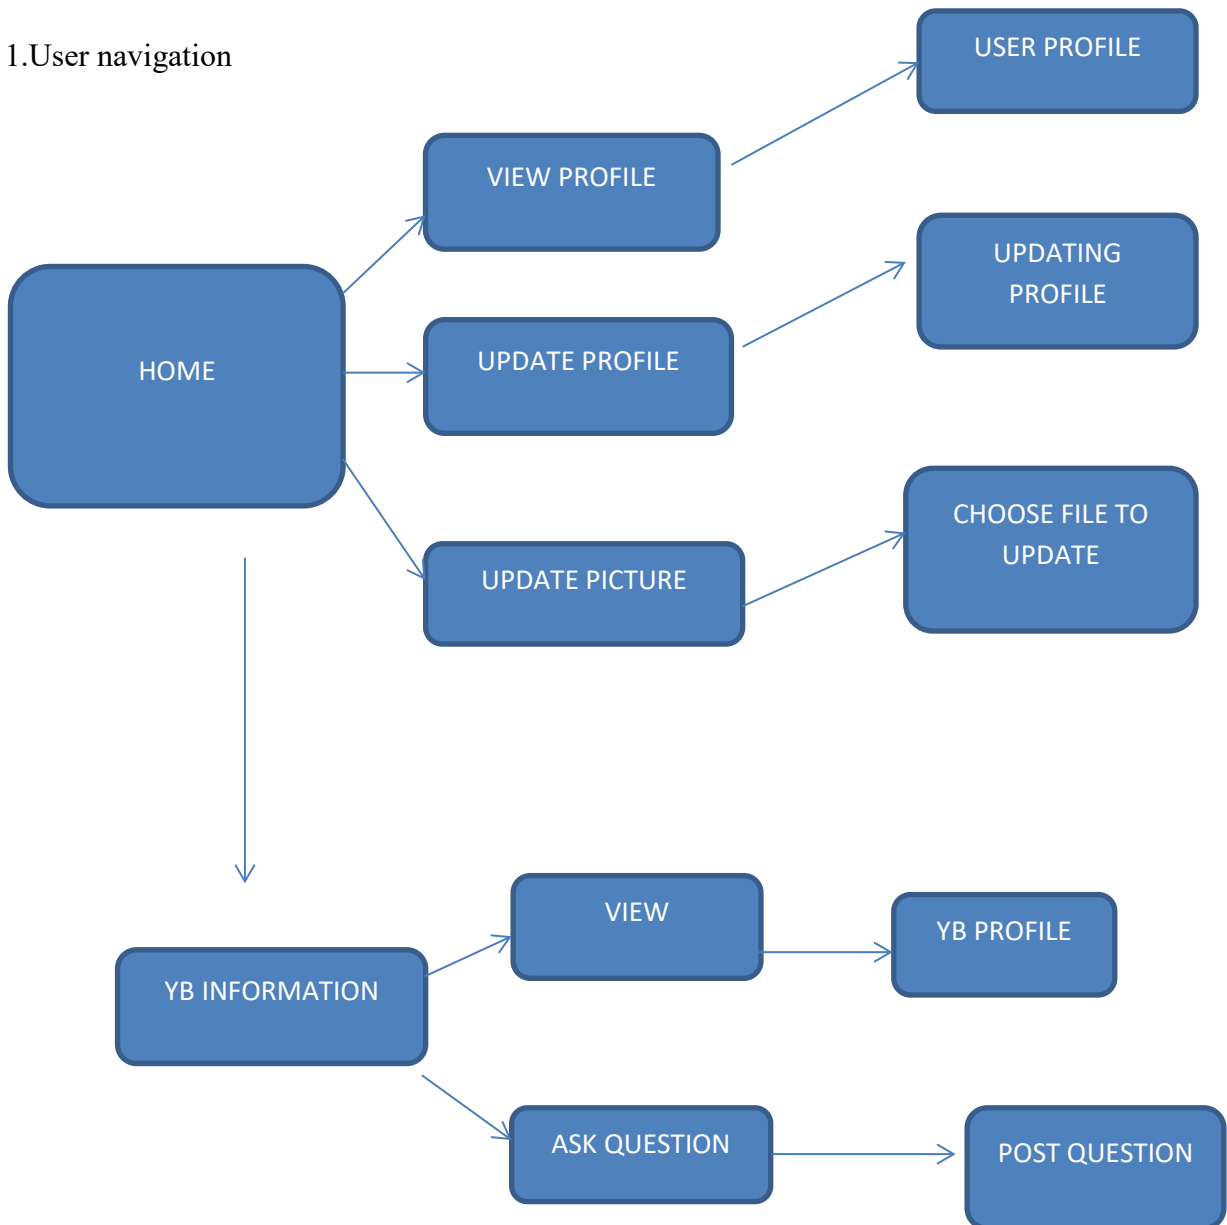 1.User navigation
USER PROFILE
VIEW PROFILE
UPDATING
PROFILE
HOME
UPDATE PROFILE
CHOOSE FILE TO
UPDATE
UPDATE PICTURE
VIEW
YB PROFILE
YB INFORMATION
ASK QUESTION
POST QUESTION